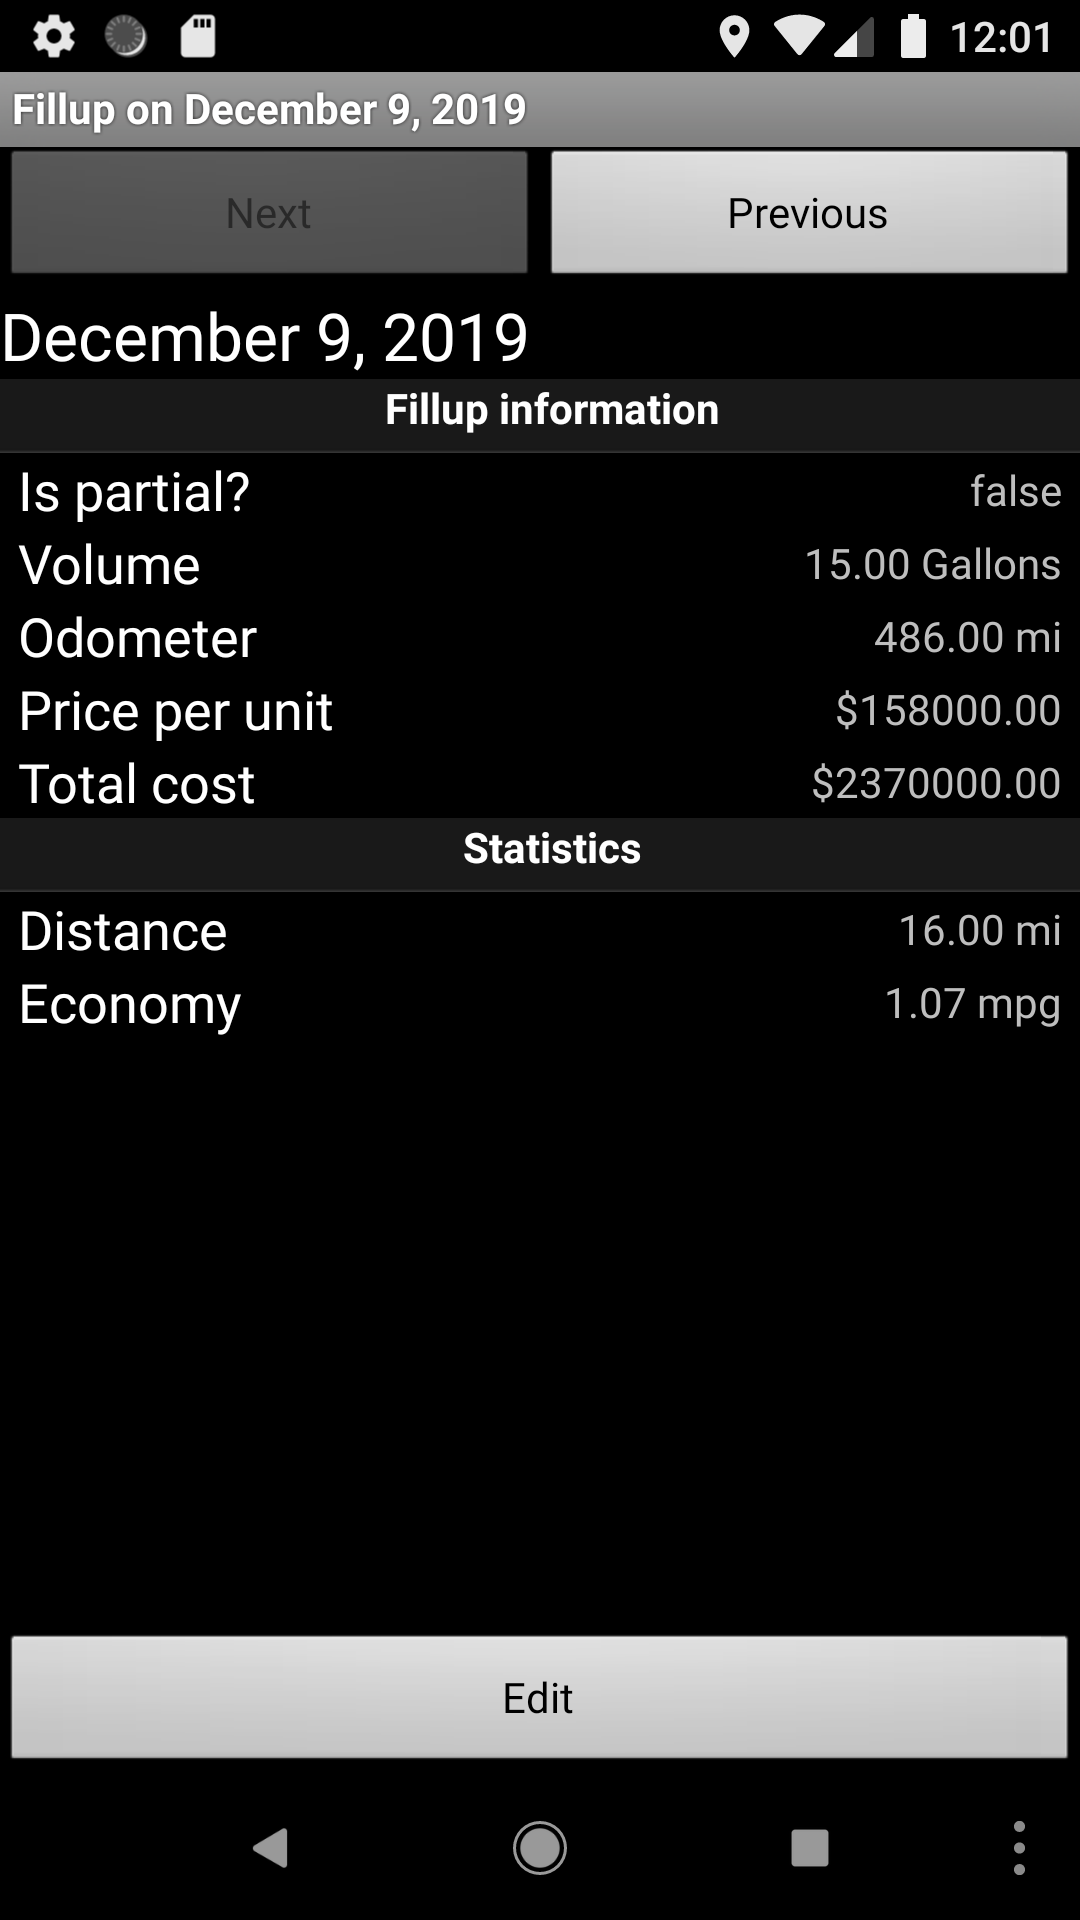 12:01
Fillup on December 9, 2019
Next Previous
December 9, 2019
Fillup information
Is partial? false
Volume 15.00 Gallons
Odometer 486.00 mi
Price per unit $158000.00
Total cost $2370000.00
Statistics
Distance 16.00 mi
Economy 1.07 mpg
Edit